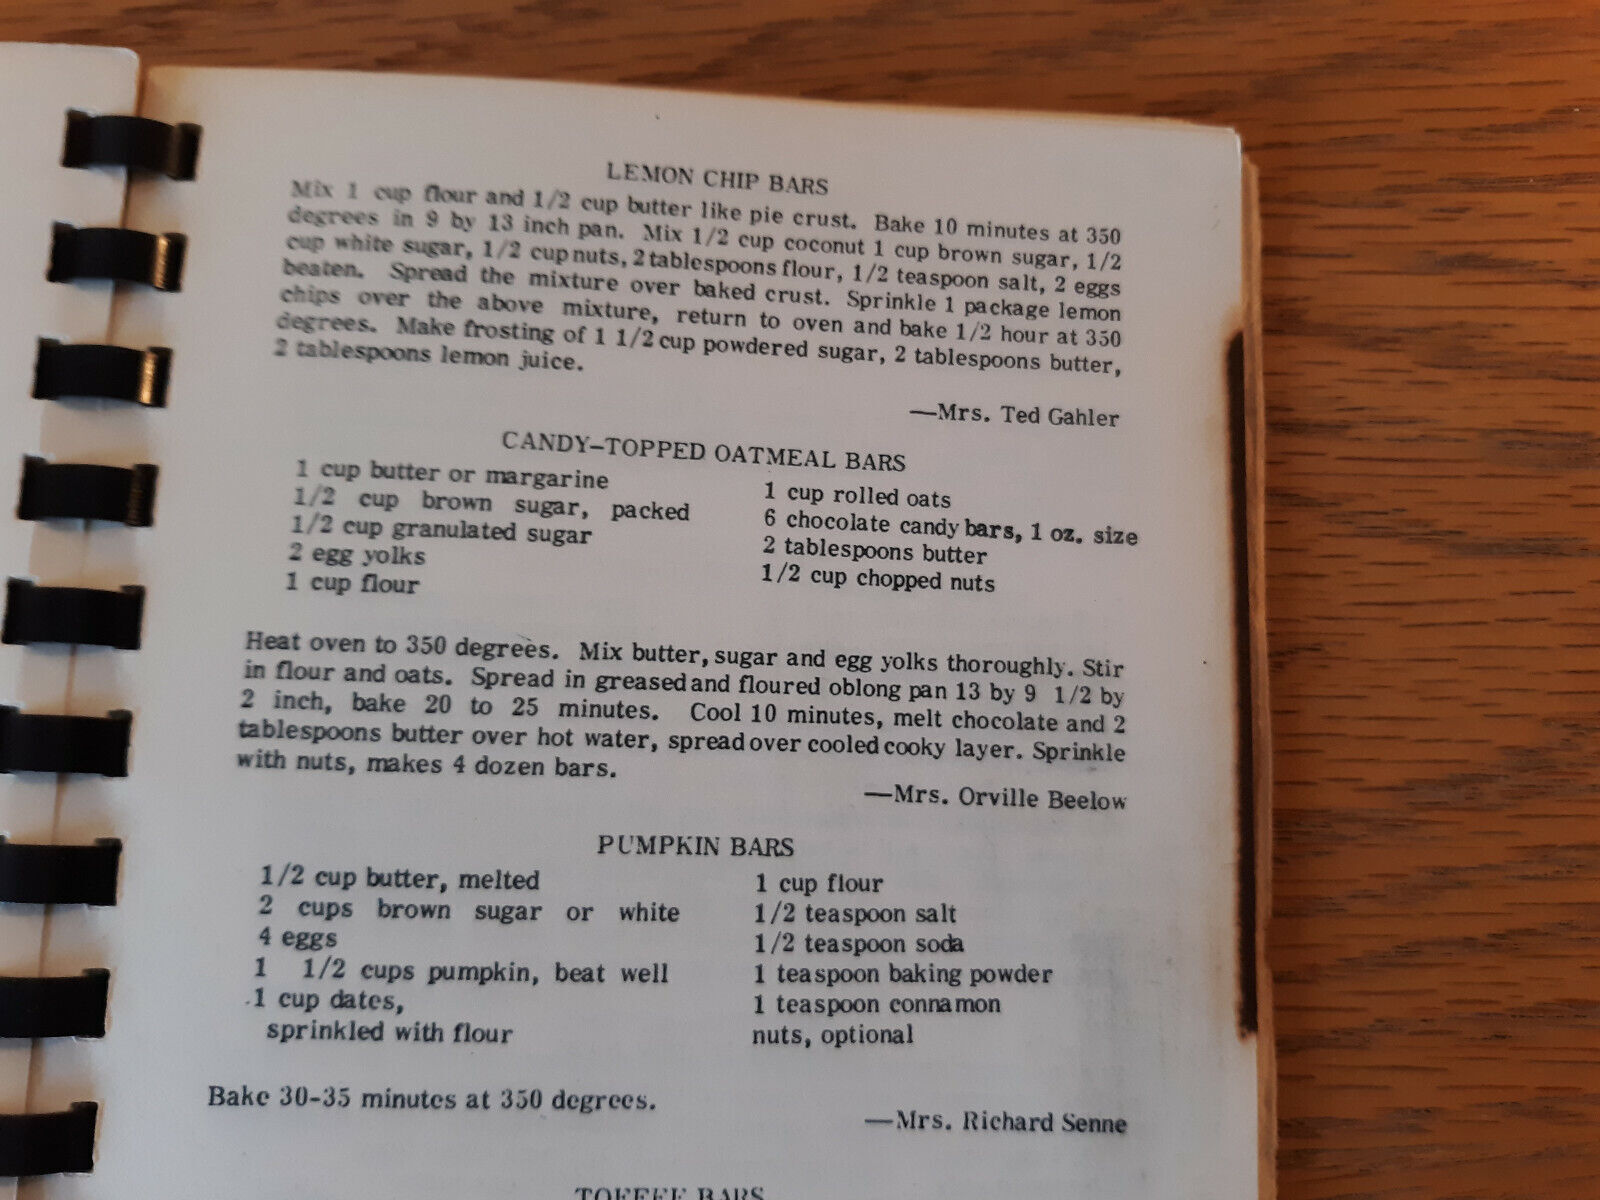 LEMON CHIP BARS
Mix 1 cup flour and 1/2 cup butter like pie crust. Bake 10 minutes at 350
degrees in 9 by 13 inch pan. Mix 1/2 cup coconut 1 cup brown sugar, 1/2
cup white sugar, 1/2 cup nuts, 2 tablespoons flour, 1/2 teaspoon salt, 2 eggs
beaten. Spread the mixture over baked crust. Sprinkle 1 package lemon
chips over the above mixture, return to oven and bake 1/2 hour at 350
degrees. Make frosting of 1 1/2 cup powdered sugar, 2 tablespoons butter,
2 tablespoons lemon juice.
—Mrs. Ted Gahler
CANDY-TOPPED OATMEAL BARS
1 cup butter or margarine
1/2 cup brown sugar, packed
1/2 cup granulated sugar
2 egg yolks
1 cup flour
1 cup rolled oats
6 chocolate candy bars, 1 oz. size
2 tablespoons butter
1/2 cup chopped nuts
Heat oven to 350 degrees. Mix butter, sugar and egg yolks thoroughly. Stir
in flour and oats. Spread in greased and floured oblong pan 13 by 9 1/2 by
2 inch, bake 20 to 25 minutes. Cool 10 minutes, melt chocolate and 2
tablespoons butter over hot water, spread over cooled cooky layer. Sprinkle
with nuts, makes 4 dozen bars.
—Mrs. Orville Beelow
PUMPKIN BARS
1/2 cup butter, melted
2 cups brown sugar or white
4 eggs
1 1/2 cups pumpkin, beat well
1 cup dates,
sprinkled with flour
1 cup flour
1/2 teaspoon salt
1/2 teaspoon soda
1 teaspoon baking powder
1 teaspoon connamon
nuts, optional
Bake 30-35 minutes at 350 degrees.
—Mrs. Richard Senne
TOFFEE BARS